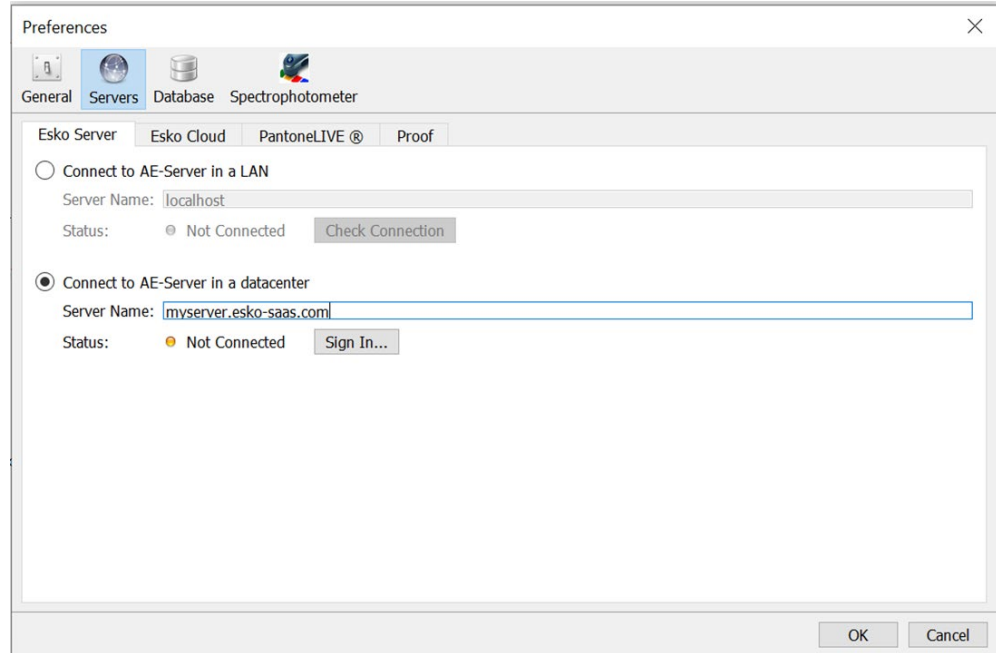 Preferences
General Servers Database Spectrophotometer
Esko Server Esko Cloud PantoneLIVE ® Proof
Connect to AE-Server in a LAN
Server Name: localhost
Status: Not Connected Check Connection
Connect to AE-Server in a datacenter
Server Name: myserver.esko-saas.com
Status: Not Connected Sign In...
OK Cancel